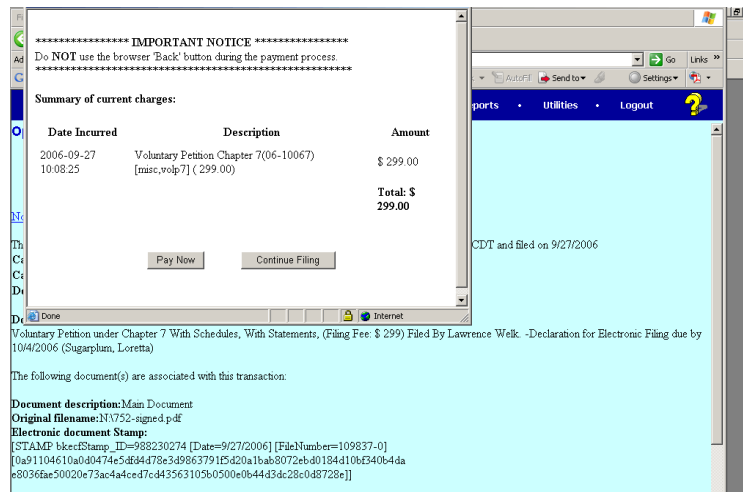 **************** IMPORTANT NOTICE ****************
Do NOT use the browser 'Back' button during the payment process.
******************************************************
Summary of current charges:
Date Incurred Description Amount
2006-09-27 10:08:25 Voluntary Petition Chapter 7(06-10067) [misc,volp7] ( 299.00) $ 299.00
Total: $ 299.00
Pay Now Continue Filing
Done Internet
Go Links »
AutoFill Send to Settings
ports • Utilities • Logout ?
CDT and filed on 9/27/2006
Voluntary Petition under Chapter 7 With Schedules, With Statements, (Filing Fee: $ 299) Filed By Lawrence Welk. -Declaration for Electronic Filing due by
10/4/2006 (Sugarplum, Loretta)
The following document(s) are associated with this transaction:
Document description:Main Document
Original filename:N:\752-signed.pdf
Electronic document Stamp:
[STAMP bkecfStamp_ID=988230274 [Date=9/27/2006] [FileNumber=109837-0]
[0a91104610a0d0474e5dfd4d78e3d9863791f5d20a1bab8072ebd0184d10bf340b4da
e8036fae50020e73ac4a4ced7cd43563105b0500e0b44d3dc28c0d8728e]]